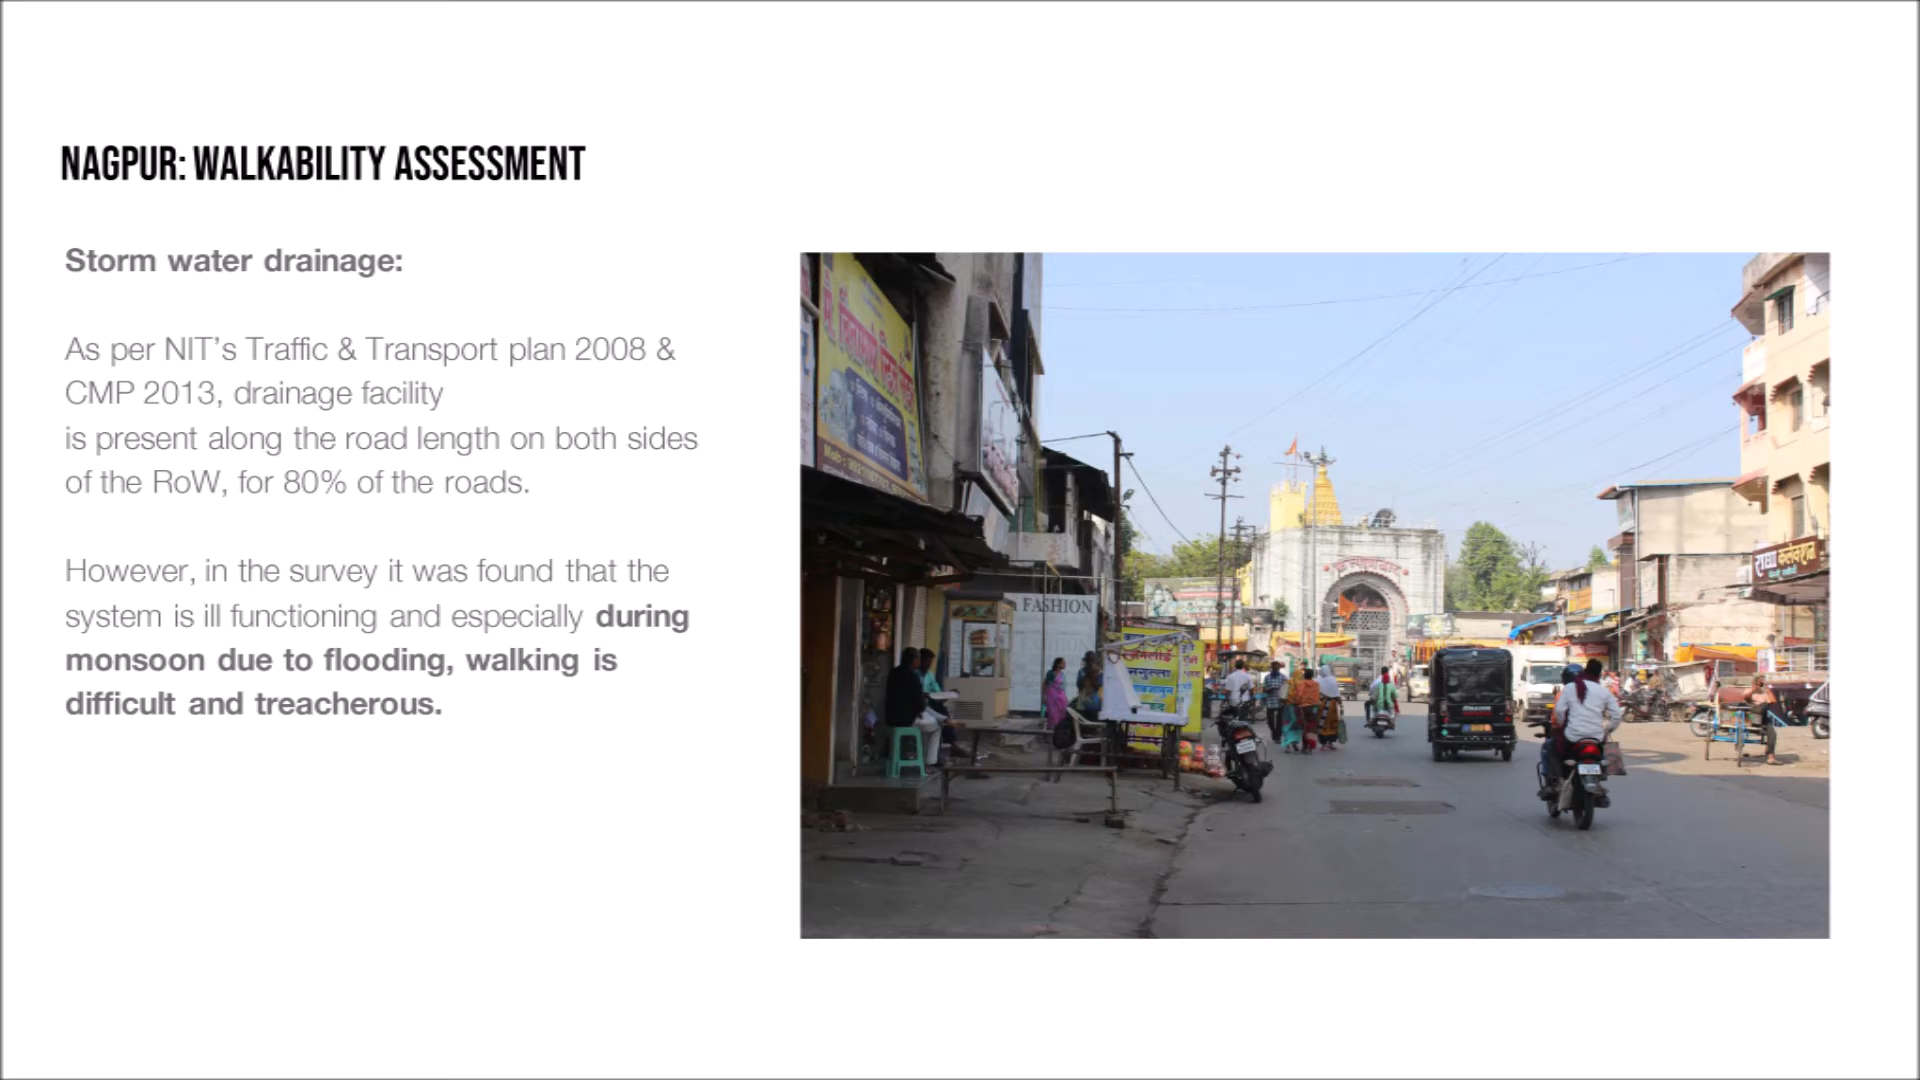 NAGPUR: WALKABILITY ASSESSMENT
Storm water drainage:
As per NIT's Traffic & Transport plan 2008 &
CMP 2013, drainage facility
is present along the road length on both sides
of the RoW, for 80% of the roads.
However, in the survey it was found that the
system is ill functioning and especially during
monsoon due to flooding, walking is
difficult and treacherous.
FASHION